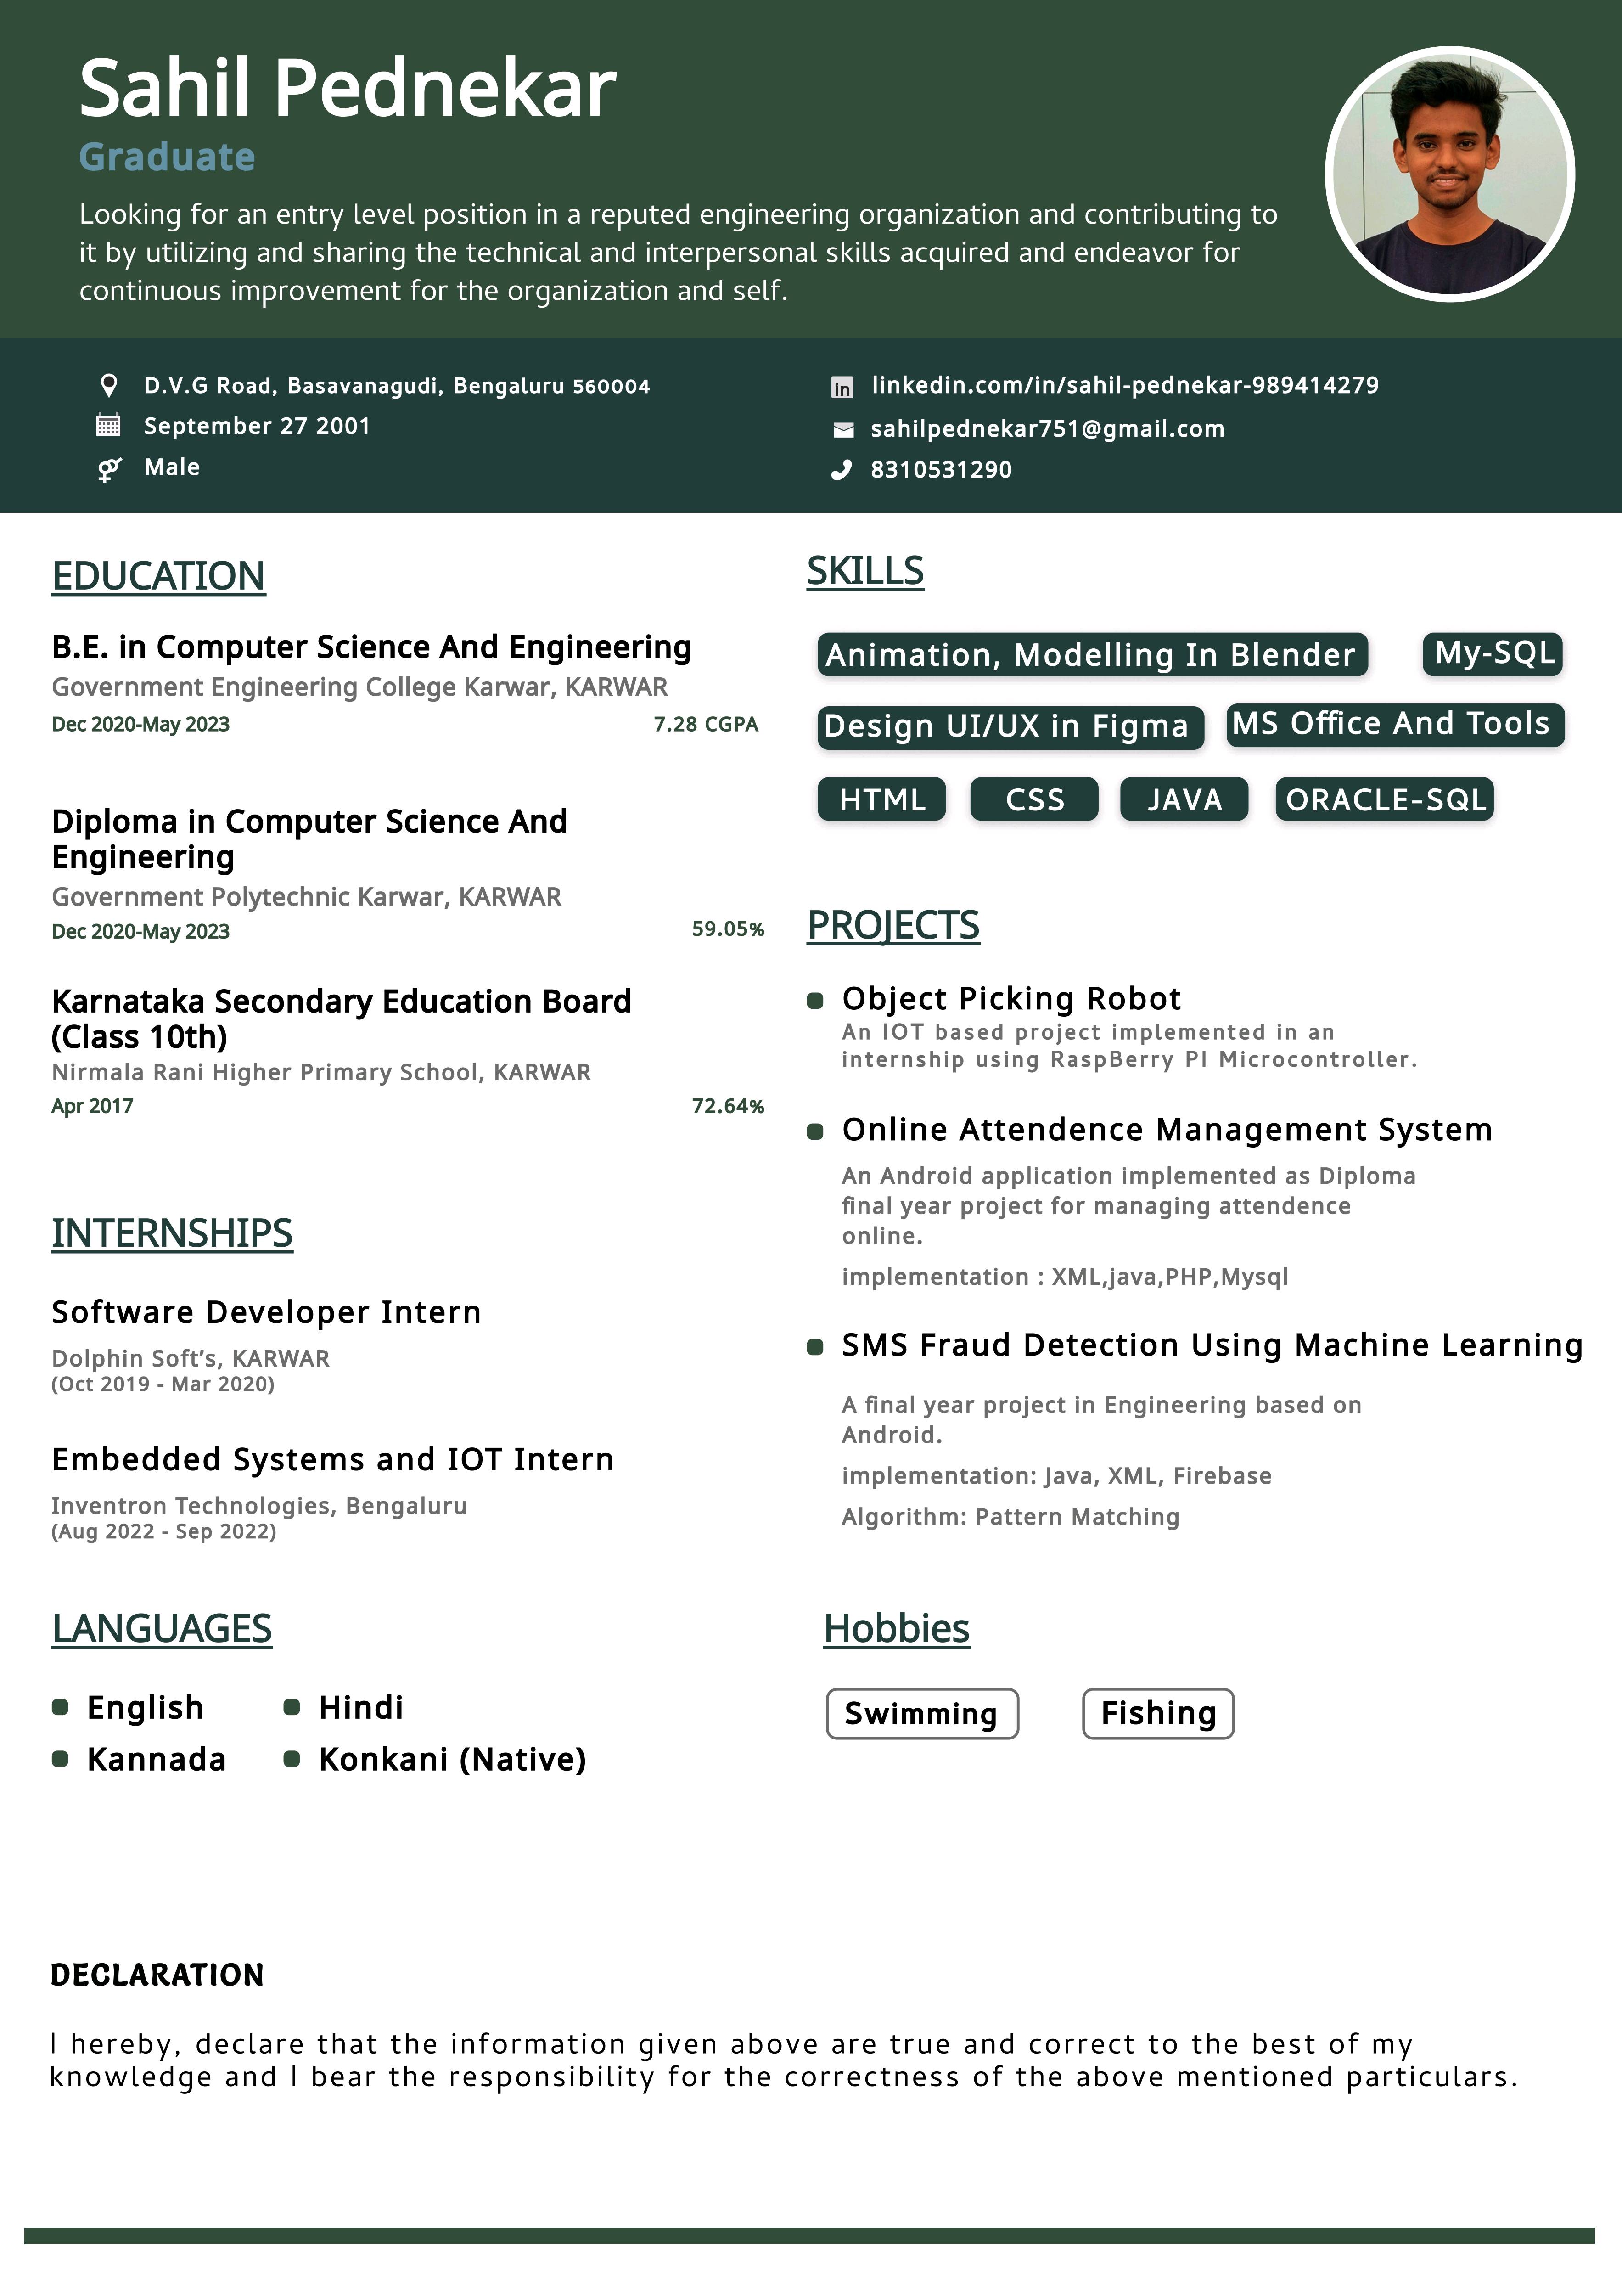 Sahil Pednekar
Graduate
Looking for an entry level position in a reputed engineering organization and contributing to
it by utilizing and sharing the technical and interpersonal skills acquired and endeavor for
continuous improvement for the organization and self.
D.V.G Road, Basavanagudi, Bengaluru 560004
September 27 2001
Male
linkedin.com/in/sahil-pednekar-989414279
sahilpednekar751@gmail.com
8310531290
EDUCATION
B.E. in Computer Science And Engineering
Government Engineering College Karwar, KARWAR
Dec 2020-May 2023 7.28 CGPA
Diploma in Computer Science And
Engineering
Government Polytechnic Karwar, KARWAR
Dec 2020-May 2023 59.05%
Karnataka Secondary Education Board
(Class 10th)
Nirmala Rani Higher Primary School, KARWAR
Apr 2017 72.64%
INTERNSHIPS
Software Developer Intern
Dolphin Soft’s, KARWAR
(Oct 2019 - Mar 2020)
Embedded Systems and IOT Intern
Inventron Technologies, Bengaluru
(Aug 2022 - Sep 2022)
LANGUAGES
English Hindi
Kannada Konkani (Native)
SKILLS
Animation, Modelling In Blender My-SQL
Design UI/UX in Figma MS Office And Tools
HTML CSS JAVA ORACLE-SQL
PROJECTS
Object Picking Robot
An IOT based project implemented in an
internship using RaspBerry PI Microcontroller.
Online Attendence Management System
An Android application implemented as Diploma
final year project for managing attendence
online.
implementation : XML,java,PHP,Mysql
SMS Fraud Detection Using Machine Learning
A final year project in Engineering based on
Android.
implementation: Java, XML, Firebase
Algorithm: Pattern Matching
Hobbies
Swimming Fishing
DECLARATION
I hereby, declare that the information given above are true and correct to the best of my
knowledge and I bear the responsibility for the correctness of the above mentioned particulars.